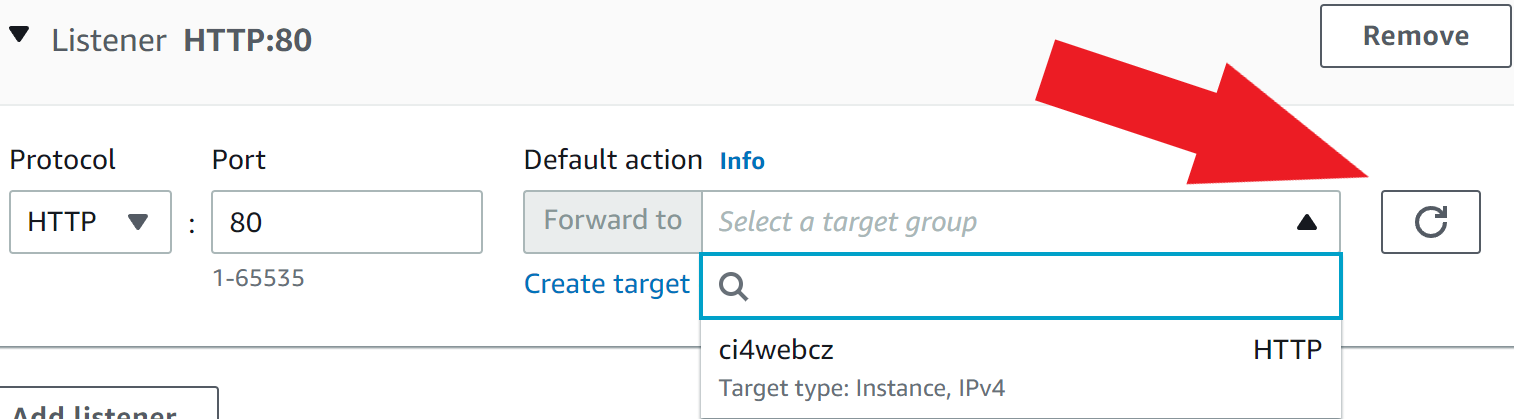 Listener HTTP:80
Remove
Protocol
Port
Default action Info
HTTP
:
80
Forward to
Select a target group
1-65535
Create target
ci4webcz
HTTP
Target type: Instance, IPv4
Add listener